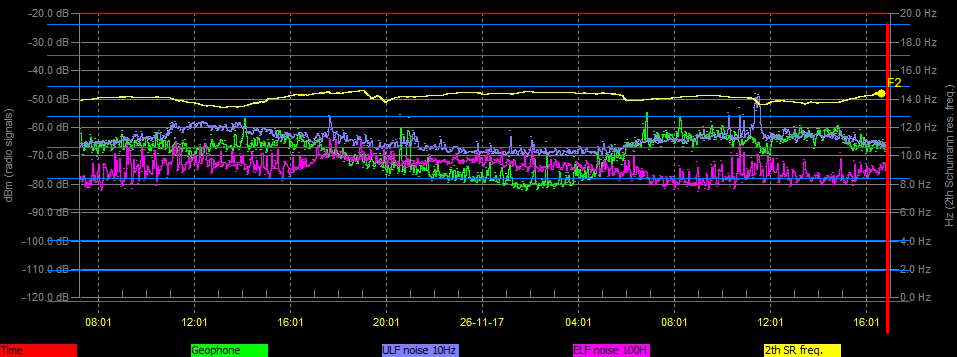 -20.0 dB 20.0 Hz
-30.0 dB 18.0 Hz
-40.0 dB 16.0 Hz
F2
-50.0 dB 14.0 Hz
-60.0 dB 12.0 Hz
-70.0 dB 10.0 Hz
-80.0 dB 8.0 Hz
-90.0 dB 6.0 Hz
-100.0 dB 4.0 Hz
-110.0 dB 2.0 Hz
-120.0 dB 0.0 Hz
dBm (radio signals)
Hz (2th Schumann res. freq.)
08:01 12:01 16:01 20:01 26-11-17 04:01 08:01 12:01 16:01
Time Geophone ULF noise 10Hz ELF noise 100H 2th SR freq.